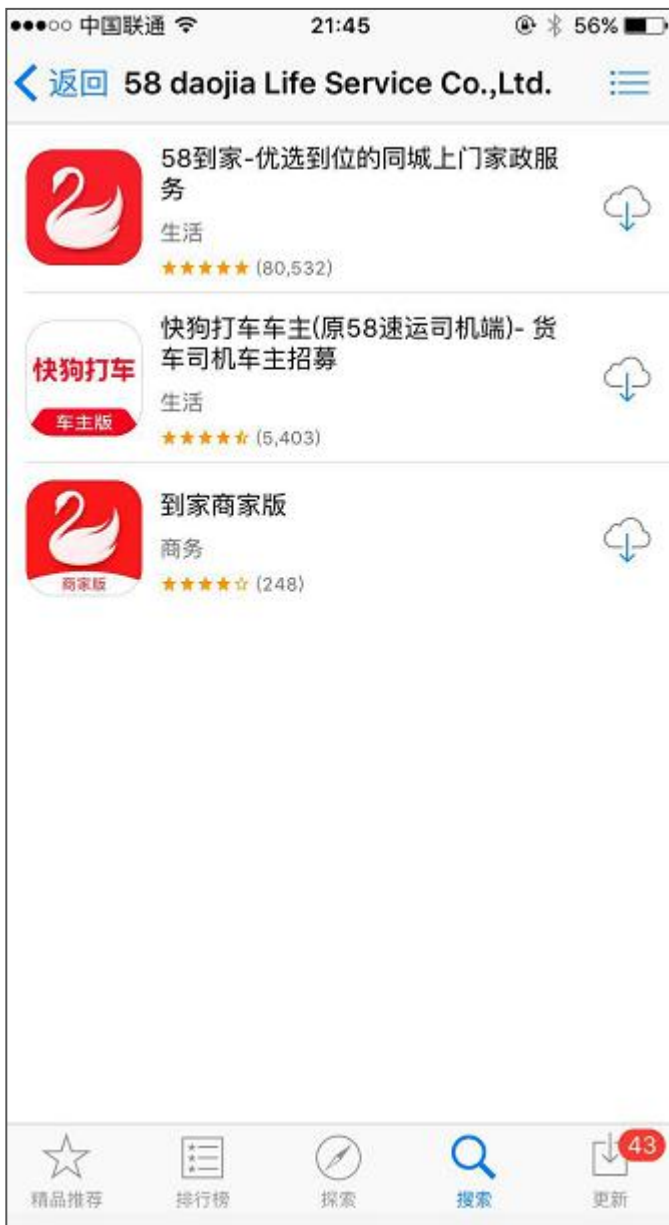 中国联通 21:45 56%
返回 58 daojia Life Service Co.,Ltd.
58到家-优选到位的同城上门家政服
务
生活
(80,532)
快狗打车
车主版
快狗打车车主(原58速运司机端)- 货
车司机车主招募
生活
(5,403)
商家版
到家商家版
商务
(248)
精品推荐 排行榜 探索 搜索 更新
43